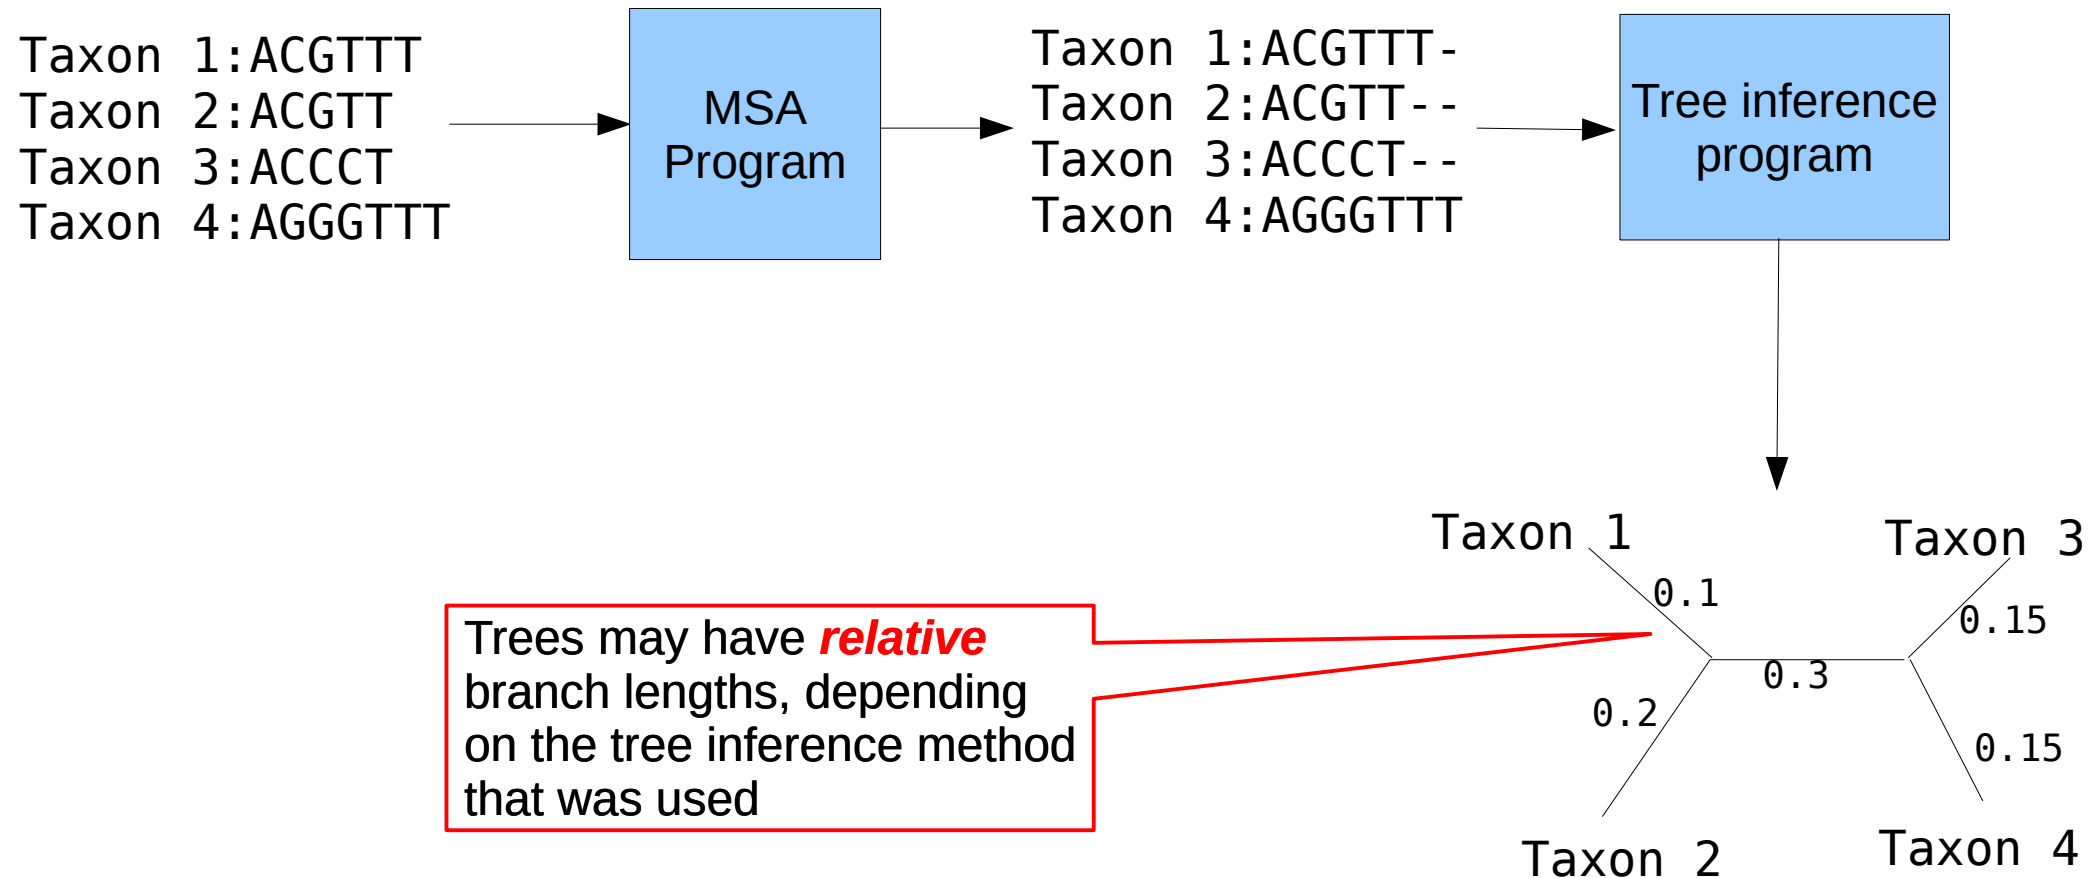 Taxon 1:ACGTTT
Taxon 2:ACGTT
Taxon 3:ACCCT
Taxon 4:AGGGTTT
MSA
Program
Taxon 1:ACGTTT-
Taxon 2:ACGTT--
Taxon 3:ACCCT--
Taxon 4:AGGGTTT
Tree inference
program
Trees may have relative
branch lengths, depending
on the tree inference method
that was used
Taxon 1
Taxon 3
0.1
0.15
0.3
0.2
0.15
Taxon 2
Taxon 4